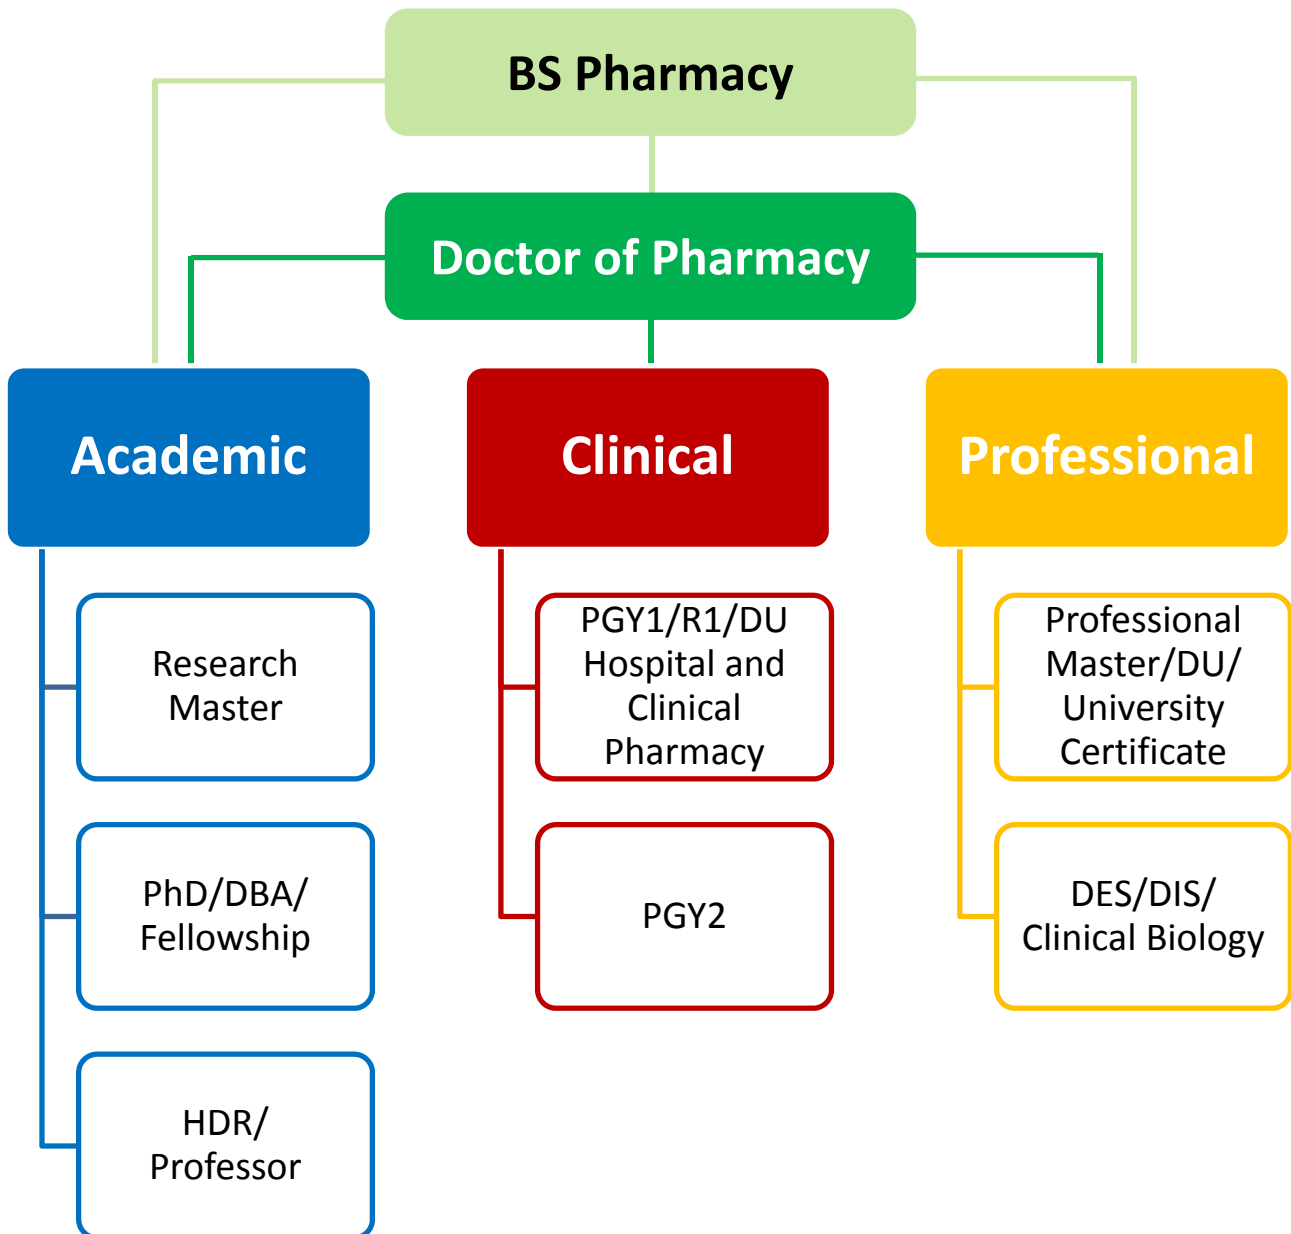 BS Pharmacy
Doctor of Pharmacy
Academic
Clinical
Professional
Research
Master
PhD/DBA/
Fellowship
HDR/
Professor
PGY1/R1/DU
Hospital and
Clinical
Pharmacy
PGY2
Professional
Master/DU/
University
Certificate
DES/DIS/
Clinical Biology